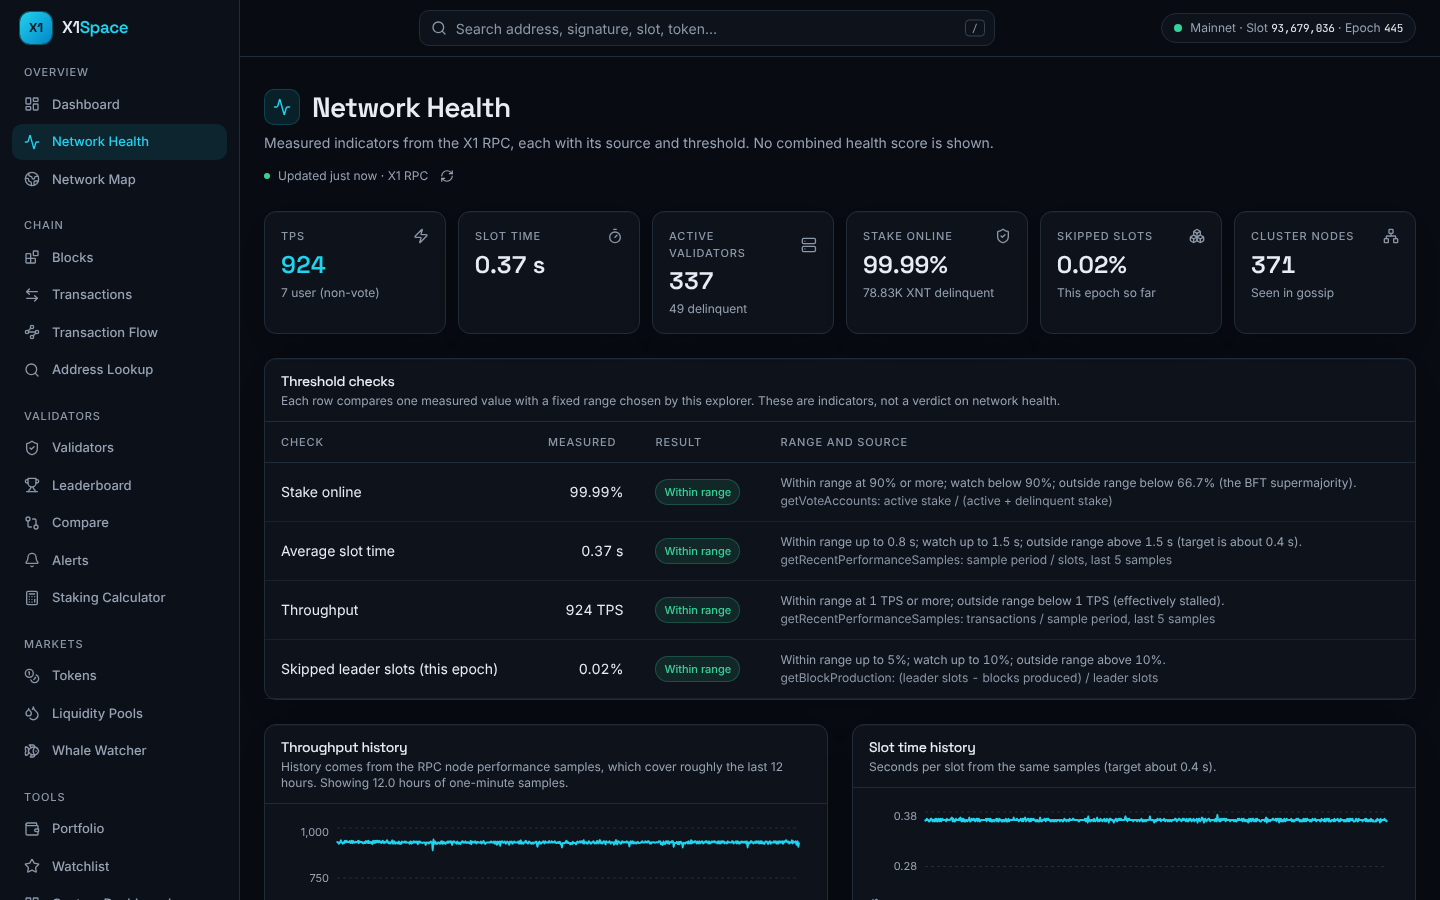 X1 X1Space
Search address, signature, slot, token... /
Mainnet · Slot 93,679,036 · Epoch 445
OVERVIEW
Dashboard
Network Health
Network Map
CHAIN
Blocks
Transactions
Transaction Flow
Address Lookup
VALIDATORS
Validators
Leaderboard
Compare
Alerts
Staking Calculator
MARKETS
Tokens
Liquidity Pools
Whale Watcher
TOOLS
Portfolio
Watchlist
Network Health
Measured indicators from the X1 RPC, each with its source and threshold. No combined health score is shown.
Updated just now · X1 RPC
TPS
924
7 user (non-vote)
SLOT TIME
0.37 s
ACTIVE
VALIDATORS
337
49 delinquent
STAKE ONLINE
99.99%
78.83K XNT delinquent
SKIPPED SLOTS
0.02%
This epoch so far
CLUSTER NODES
371
Seen in gossip
Threshold checks
Each row compares one measured value with a fixed range chosen by this explorer. These are indicators, not a verdict on network health.
CHECK MEASURED RESULT RANGE AND SOURCE
Stake online 99.99% Within range
Within range at 90% or more; watch below 90%; outside range below 66.7% (the BFT supermajority).
getVoteAccounts: active stake / (active + delinquent stake)
Average slot time 0.37 s Within range
Within range up to 0.8 s; watch up to 1.5 s; outside range above 1.5 s (target is about 0.4 s).
getRecentPerformanceSamples: sample period / slots, last 5 samples
Throughput 924 TPS Within range
Within range at 1 TPS or more; outside range below 1 TPS (effectively stalled).
getRecentPerformanceSamples: transactions / sample period, last 5 samples
Skipped leader slots (this epoch) 0.02% Within range
Within range up to 5%; watch up to 10%; outside range above 10%.
getBlockProduction: (leader slots - blocks produced) / leader slots
Throughput history
History comes from the RPC node performance samples, which cover roughly the last 12
hours. Showing 12.0 hours of one-minute samples.
1,000
750
Slot time history
Seconds per slot from the same samples (target about 0.4 s).
0.38
0.28